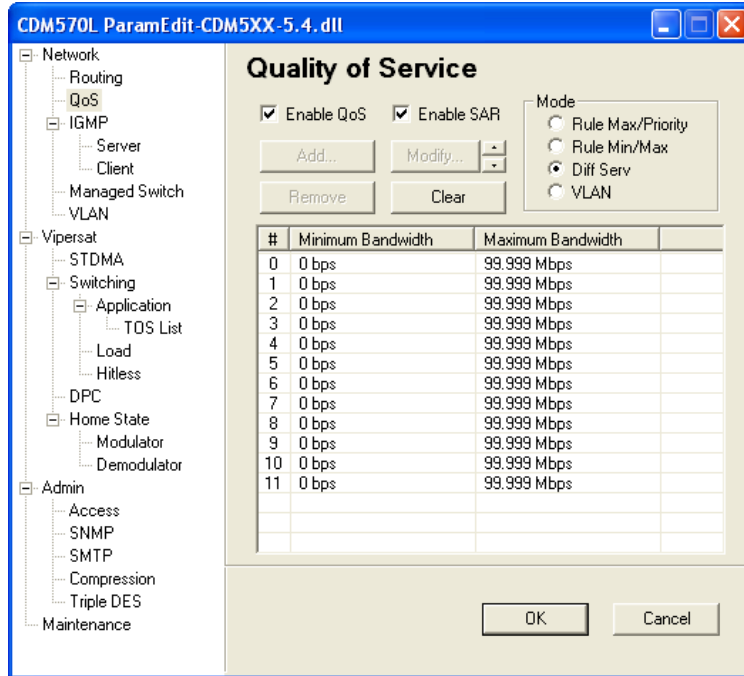 CDM570L ParamEdit-CDM5XX-5.4.dll
Network
Routing
QoS
IGMP
Server
Client
Managed Switch
VLAN
Vipersat
STDMA
Switching
Application
TOS List
Load
Hitless
DPC
Home State
Modulator
Demodulator
Admin
Access
SNMP
SMTP
Compression
Triple DES
Maintenance
Quality of Service
Enable QoS
Enable SAR
Add...
Modify...
Remove
Clear
Mode
Rule Max/Priority
Rule Min/Max
Diff Serv
VLAN
# Minimum Bandwidth Maximum Bandwidth
0 0 bps 99.999 Mbps
1 0 bps 99.999 Mbps
2 0 bps 99.999 Mbps
3 0 bps 99.999 Mbps
4 0 bps 99.999 Mbps
5 0 bps 99.999 Mbps
6 0 bps 99.999 Mbps
7 0 bps 99.999 Mbps
8 0 bps 99.999 Mbps
9 0 bps 99.999 Mbps
10 0 bps 99.999 Mbps
11 0 bps 99.999 Mbps
OK Cancel